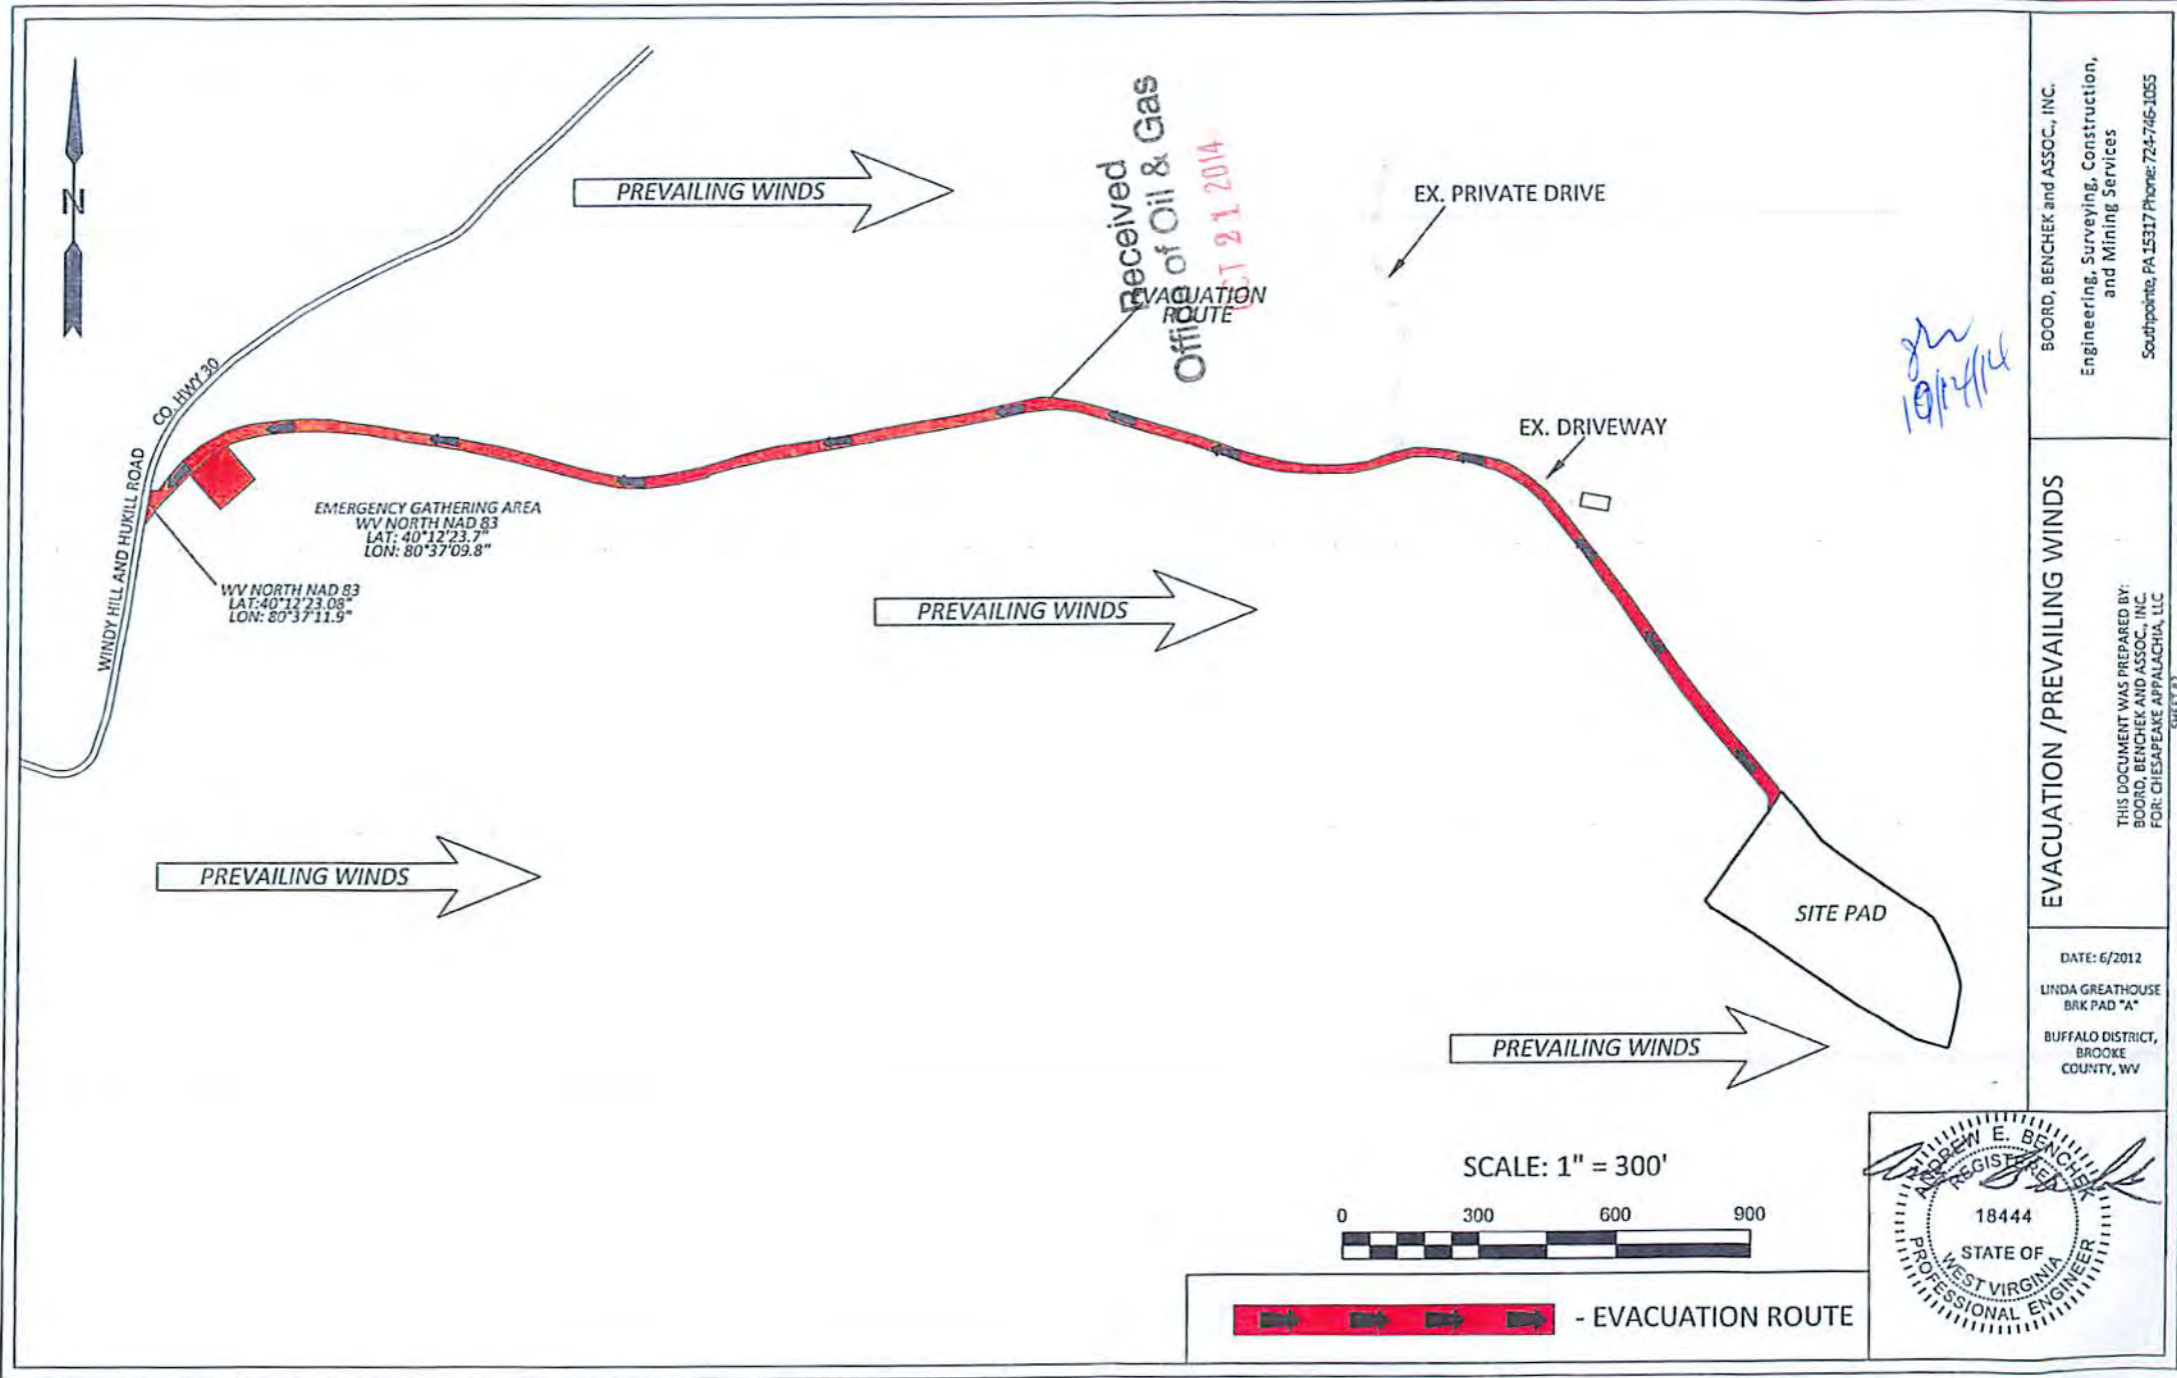 N
CO. HWY 30
WINDY HILL AND HUKILL ROAD
PREVAILING WINDS
Received
Office of Oil & Gas
OCT 21 2014
EVACUATION
ROUTE
EX. PRIVATE DRIVE
EX. DRIVEWAY
EMERGENCY GATHERING AREA
WV NORTH NAD 83
LAT: 40°12'23.7"
LON: 80°37'09.8"
WV NORTH NAD 83
LAT:40°12'23.08"
LON: 80°37'11.9"
PREVAILING WINDS
PREVAILING WINDS
SITE PAD
PREVAILING WINDS
SCALE: 1" = 300'
0 300 600 900
- EVACUATION ROUTE
10/14/14
BOORD, BENCHEK and ASSOC., INC.
Engineering, Surveying, Construction,
and Mining Services
Southpointe, PA 15317 Phone: 724-746-1055
EVACUATION /PREVAILING WINDS
THIS DOCUMENT WAS PREPARED BY:
BOORD, BENCHEK AND ASSOC., INC.
FOR: CHESAPEAKE APPALACHIA, LLC
DATE: 6/2012
LINDA GREATHOUSE
BRK PAD "A"
BUFFALO DISTRICT,
BROOKE
COUNTY, WV
ANDREW E. BENCHEK
REGISTERED
18444
STATE OF
WEST VIRGINIA
PROFESSIONAL ENGINEER